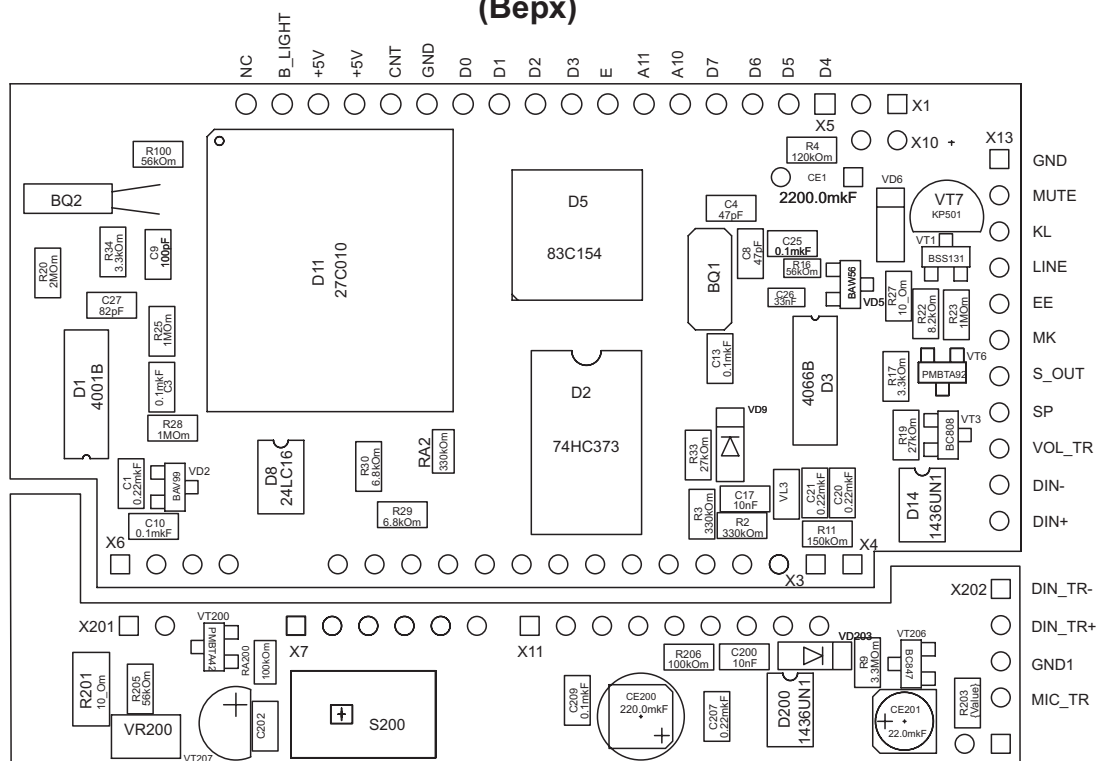 (Верх)
NC
B_LIGHT
+5V
+5V
CNT
GND
D0
D1
D2
D3
E
A11
A10
D7
D6
D5
D4
X5
X1
X10 +
X13
R100
56kOm
R4
120kOm
CE1
2200.0mkF
VD6
VT7
KP501
GND
MUTE
KL
LINE
EE
MK
S_OUT
SP
VOL_TR
DIN-
DIN+
BQ2
R20
2MOm
R34
3.3kOm
C9
100pF
C27
82pF
R25
1MOm
D1
4001B
0.1mkF
C3
R28
1MOm
D11
27C010
D5
83C154
C4
47pF
BQ1
C8
47pF
C25
0.1mkF
R16
56kOm
C26
33nF
BAW56
VD5
VT1
BSS131
R27
10_Om
R22
8.2kOm
R23
1MOm
C13
0.1mkF
4066B
D3
R17
3.3kOm
VT6
PMBTA92
D2
74HC373
VD9
R19
27kOm
BC808
VT3
C1
0.22mkF
BAV99
VD2
C10
0.1mkF
D8
24LC16
R30
6.8kOm
RA2
330kOm
R29
6.8kOm
R33
27kOm
R3
330kOm
C17
10nF
R2
330kOm
VL3
C21
0.22mkF
C20
0.22mkF
R11
150kOm
D14
1436UN1
X6
X3
X4
X202
DIN_TR-
DIN_TR+
GND1
MIC_TR
X201
VT200
PMBTA42
RA200
100kOm
X7
X11
R206
100kOm
C200
10nF
VD203
R9
3.3MOm
VT206
BC847
R201
10_Om
R205
56kOm
VR200
VT207
C202
S200
C209
0.1mkF
CE200
220.0mkF
C207
0.22mkF
D200
1436UN1
CE201
22.0mkF
R203
{Value}